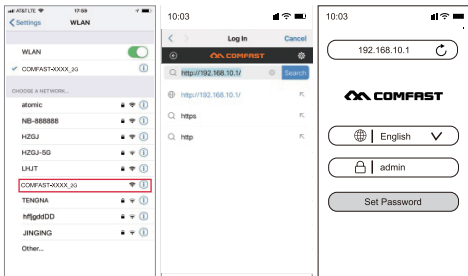 AT&T LTE 17:56
Settings WLAN
WLAN
COMFAST-XXXX_2G
CHOOSE A NETWORK...
atomic
NB-888888
HZGJ
HZGJ-5G
LHJT
COMFAST-XXXX_2G
TENGNA
hffjgddDD
JINGING
Other...
10:03
Log In Cancel
COMFAST
http://192.168.10.1/ Search
http://192.168.10.1/
https
http
10:03
192.168.10.1
COMFAST
English
admin
Set Password